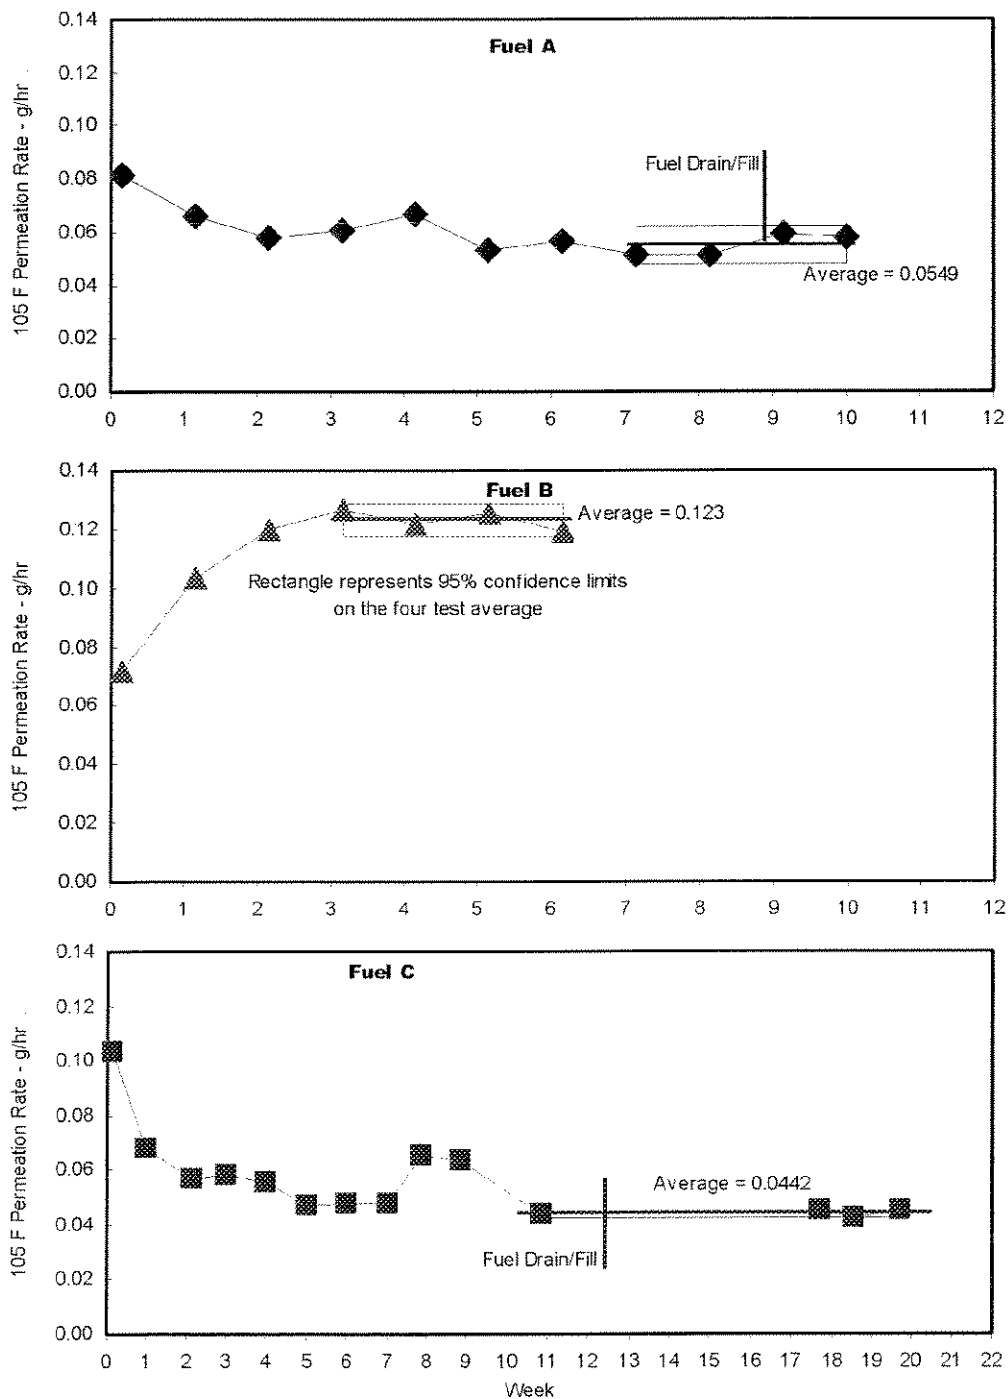 Fuel A
105 F Permeation Rate - g/hr
0.14
0.12
0.10
0.08
0.06
0.04
0.02
0.00
Fuel Drain/Fill
Average = 0.0549
0 1 2 3 4 5 6 7 8 9 10 11 12
Fuel B
105 F Permeation Rate - g/hr
0.14
0.12
0.10
0.08
0.06
0.04
0.02
0.00
Average = 0.123
Rectangle represents 95% confidence limits
on the four test average
0 1 2 3 4 5 6 7 8 9 10 11 12
Fuel C
105 F Permeation Rate - g/hr
0.14
0.12
0.10
0.08
0.06
0.04
0.02
0.00
Average = 0.0442
Fuel Drain/Fill
0 1 2 3 4 5 6 7 8 9 10 11 12 13 14 15 16 17 18 19 20 21 22
Week